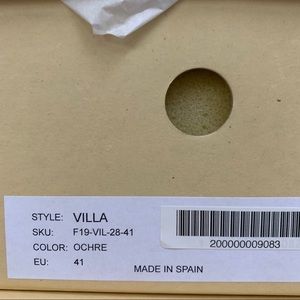 STYLE: VILLA
SKU: F19-VIL-28-41
COLOR: OCHRE
EU: 41
200000009083
MADE IN SPAIN